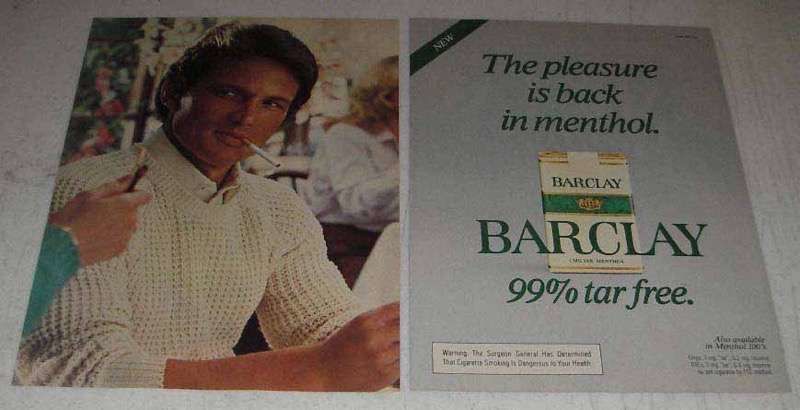 NEW
The pleasure
is back
in menthol.
BARCLAY
BARCLAY
MENTHOL
99% tar free.
Also available
in Menthol 100's.
Warning: The Surgeon General Has Determined
That Cigarette Smoking Is Dangerous to Your Health.